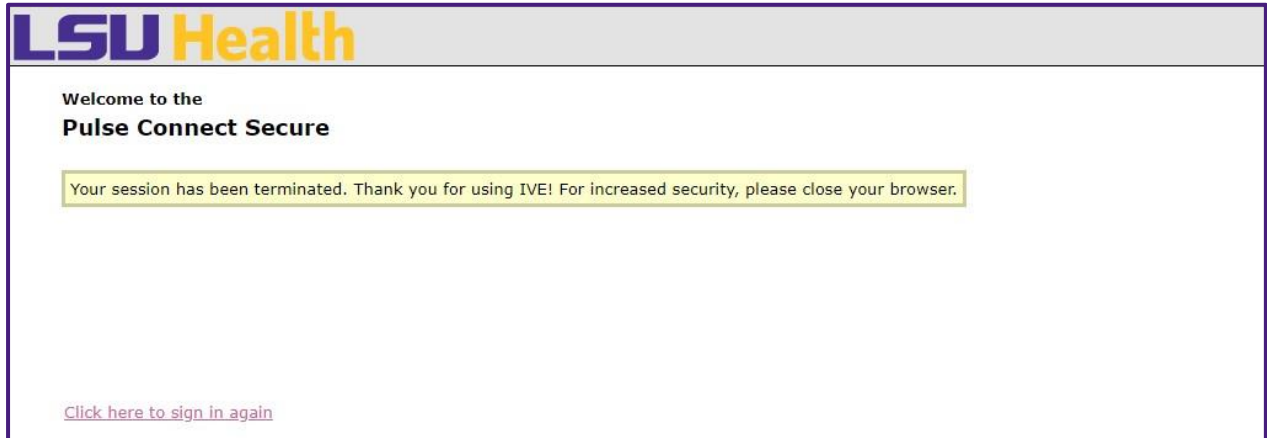 LSU Health
Welcome to the
Pulse Connect Secure
Your session has been terminated. Thank you for using IVE! For increased security, please close your browser.
Click here to sign in again